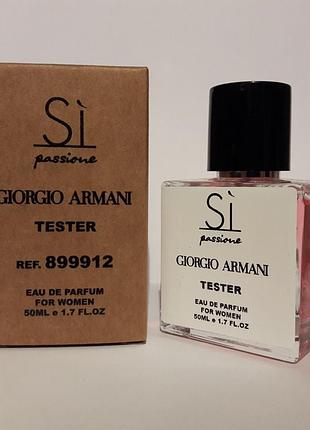 Sì
passione
GIORGIO ARMANI
TESTER
REF. 899912
EAU DE PARFUM
FOR WOMEN
50ML e 1.7 FL.OZ
Sì
passione
GIORGIO ARMANI
TESTER
EAU DE PARFUM
FOR WOMEN
50ML e 1.7 FL.OZ